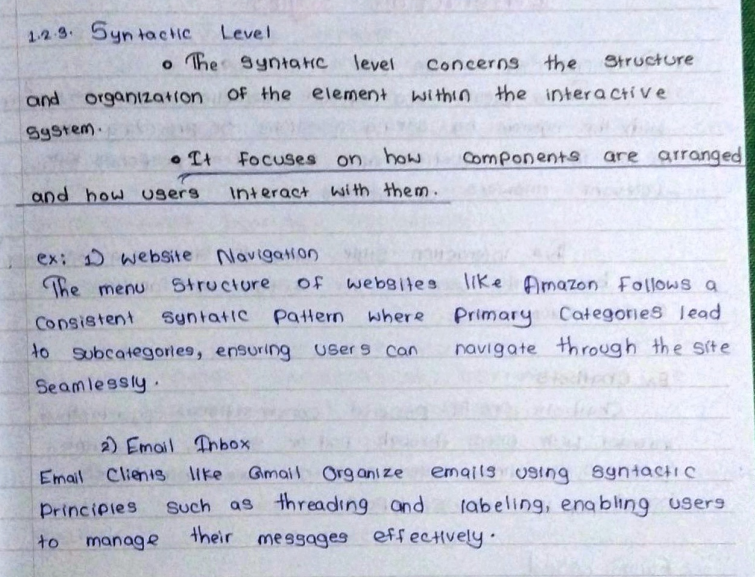 1.2.3. Syntactic Level
The syntatic level concerns the structure
and organization of the element within the interactive
system.
It focuses on how components are arranged
and how users interact with them.
ex: 1) website Navigation
The menu structure of websites like Amazon Follows a
consistent syntatic pattern where Primary Categories lead
to subcategories, ensuring users can navigate through the site
seamlessly.
2) Email Inbox
Email Clients like Gmail Organize emails using syntactic
principles such as threading and labeling, enabling users
to manage their messages effectively.